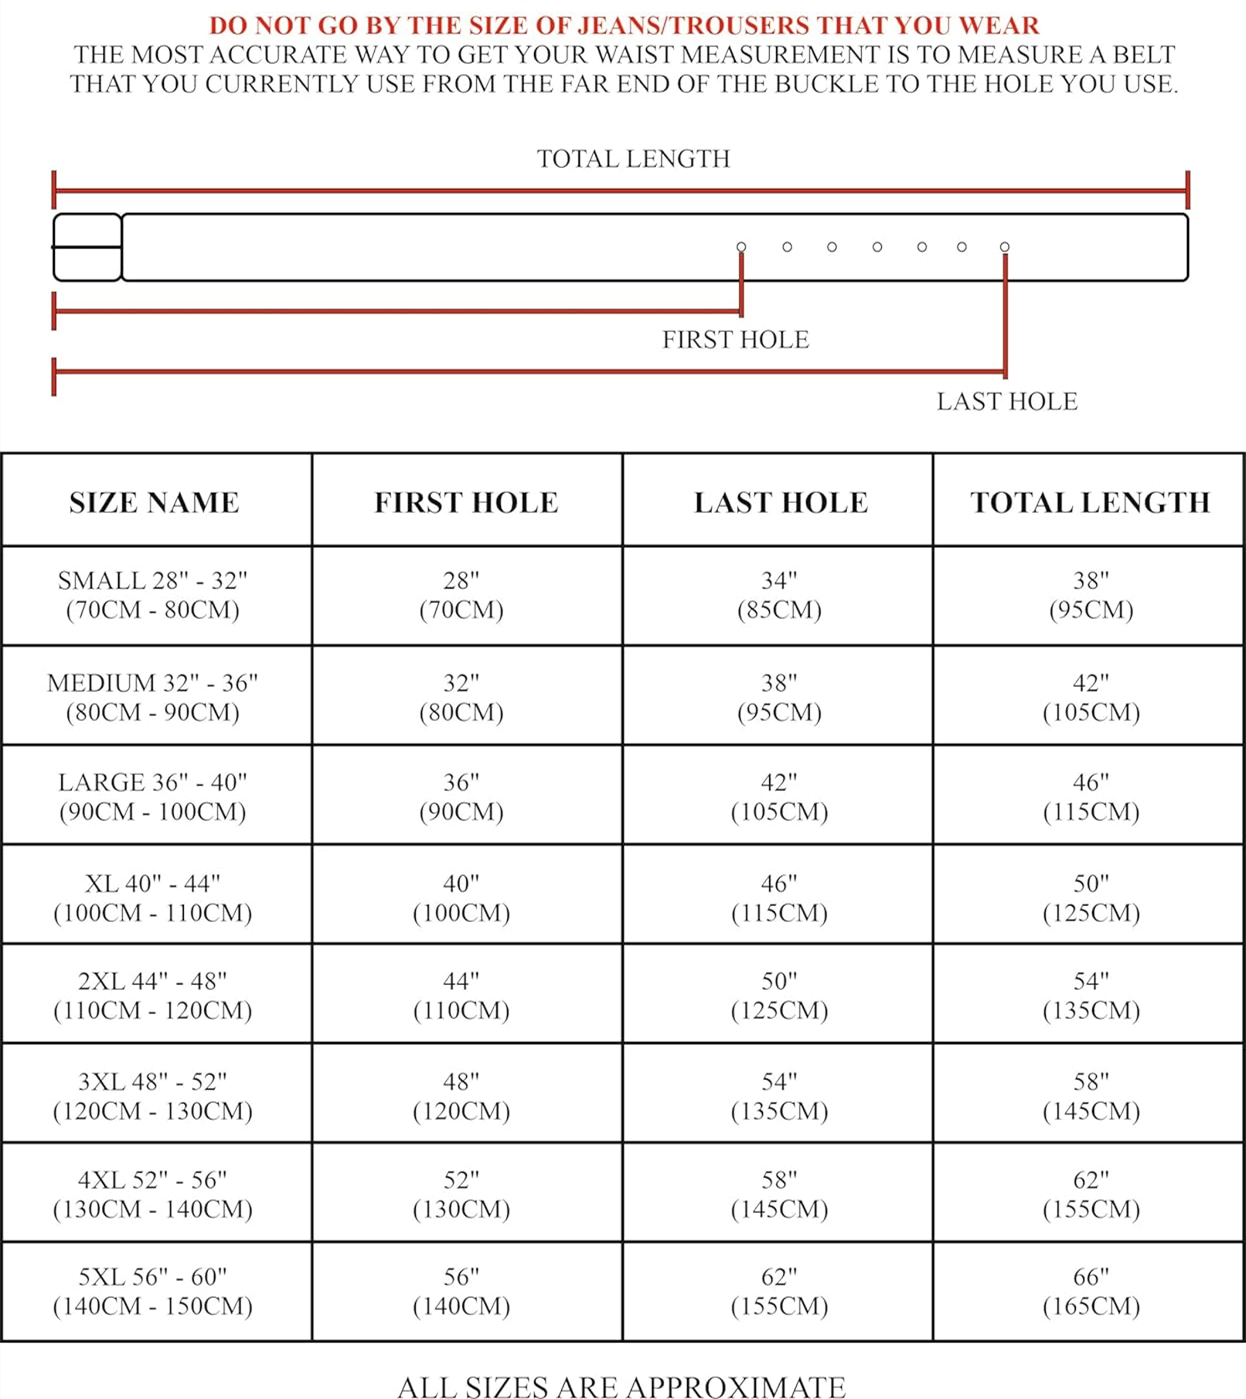 DO NOT GO BY THE SIZE OF JEANS/TROUSERS THAT YOU WEAR
THE MOST ACCURATE WAY TO GET YOUR WAIST MEASUREMENT IS TO MEASURE A BELT
THAT YOU CURRENTLY USE FROM THE FAR END OF THE BUCKLE TO THE HOLE YOU USE.
TOTAL LENGTH
FIRST HOLE
LAST HOLE
SIZE NAME FIRST HOLE LAST HOLE TOTAL LENGTH
SMALL 28" - 32" 28" 34" 38"
(70CM - 80CM) (70CM) (85CM) (95CM)
MEDIUM 32" - 36" 32" 38" 42"
(80CM - 90CM) (80CM) (95CM) (105CM)
LARGE 36" - 40" 36" 42" 46"
(90CM - 100CM) (90CM) (105CM) (115CM)
XL 40" - 44" 40" 46" 50"
(100CM - 110CM) (100CM) (115CM) (125CM)
2XL 44" - 48" 44" 50" 54"
(110CM - 120CM) (110CM) (125CM) (135CM)
3XL 48" - 52" 48" 54" 58"
(120CM - 130CM) (120CM) (135CM) (145CM)
4XL 52" - 56" 52" 58" 62"
(130CM - 140CM) (130CM) (145CM) (155CM)
5XL 56" - 60" 56" 62" 66"
(140CM - 150CM) (140CM) (155CM) (165CM)
ALL SIZES ARE APPROXIMATE